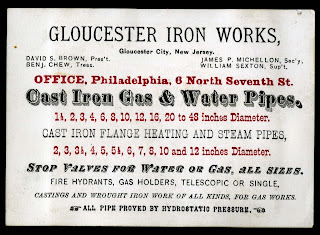 GLOUCESTER IRON WORKS,
Gloucester City, New Jersey.
DAVID S. BROWN, Pres't. JAMES P. MICHELLON, Sec'y.
BENJ. CHEW, Treas. WILLIAM SEXTON, Sup't.
OFFICE, Philadelphia, 6 North Seventh St.
Cast Iron Gas & Water Pipes.
1½, 2, 3, 4, 6, 8, 10, 12, 16, 20 to 48 inches Diameter.
CAST IRON FLANGE HEATING AND STEAM PIPES,
2, 3, 3¼, 4, 5, 5¼, 6, 7, 8, 10 and 12 inches Diameter.
STOP VALVES FOR WATER OR GAS, ALL SIZES.
FIRE HYDRANTS, GAS HOLDERS, TELESCOPIC OR SINGLE,
CASTINGS AND WROUGHT IRON WORK OF ALL KINDS, FOR GAS WORKS.
ALL PIPE PROVED BY HYDROSTATIC PRESSURE.